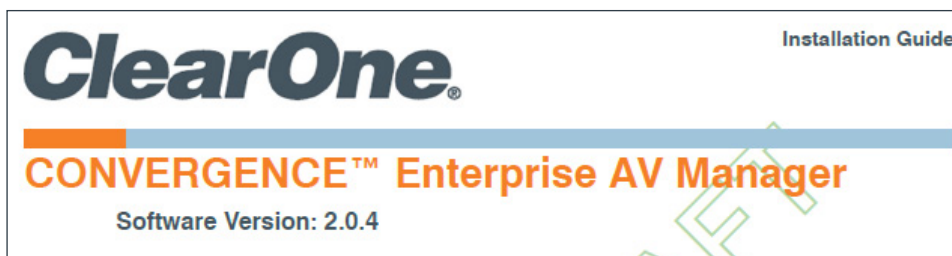 Installation Guide
ClearOne®
CONVERGENCE™ Enterprise AV Manager
Software Version: 2.0.4